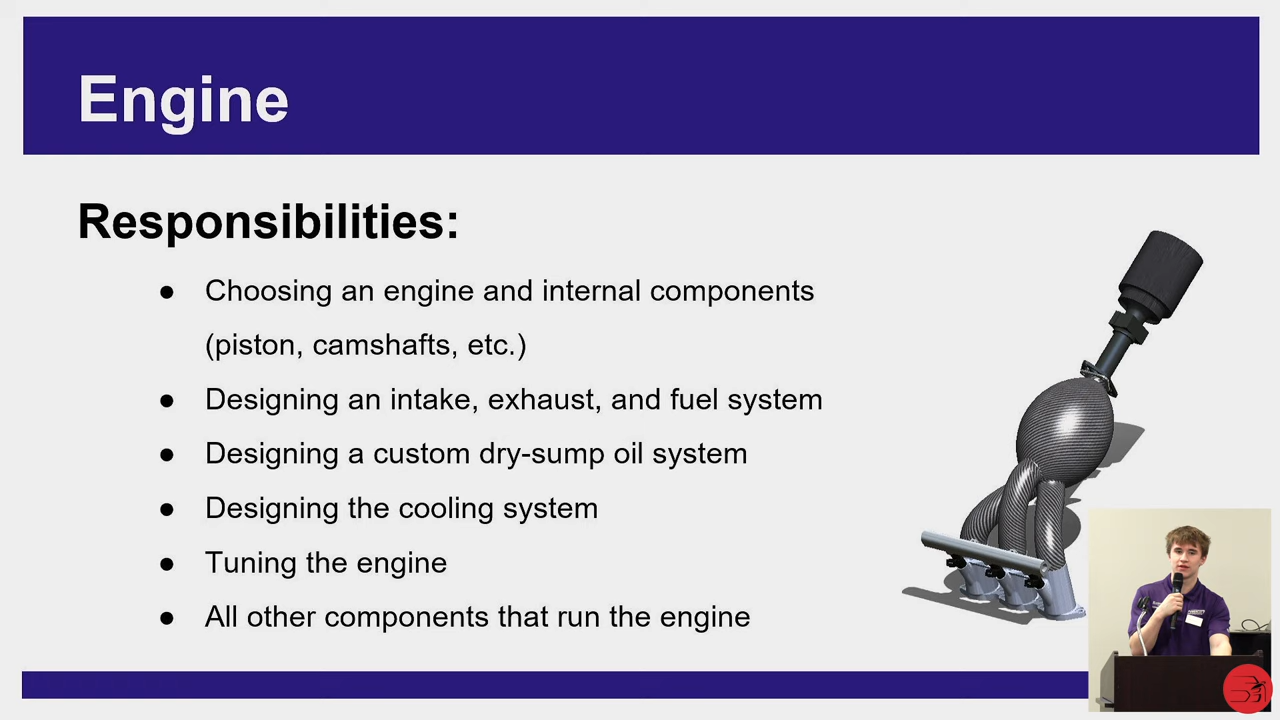 Engine
Responsibilities:
● Choosing an engine and internal components
(piston, camshafts, etc.)
● Designing an intake, exhaust, and fuel system
● Designing a custom dry-sump oil system
● Designing the cooling system
● Tuning the engine
● All other components that run the engine